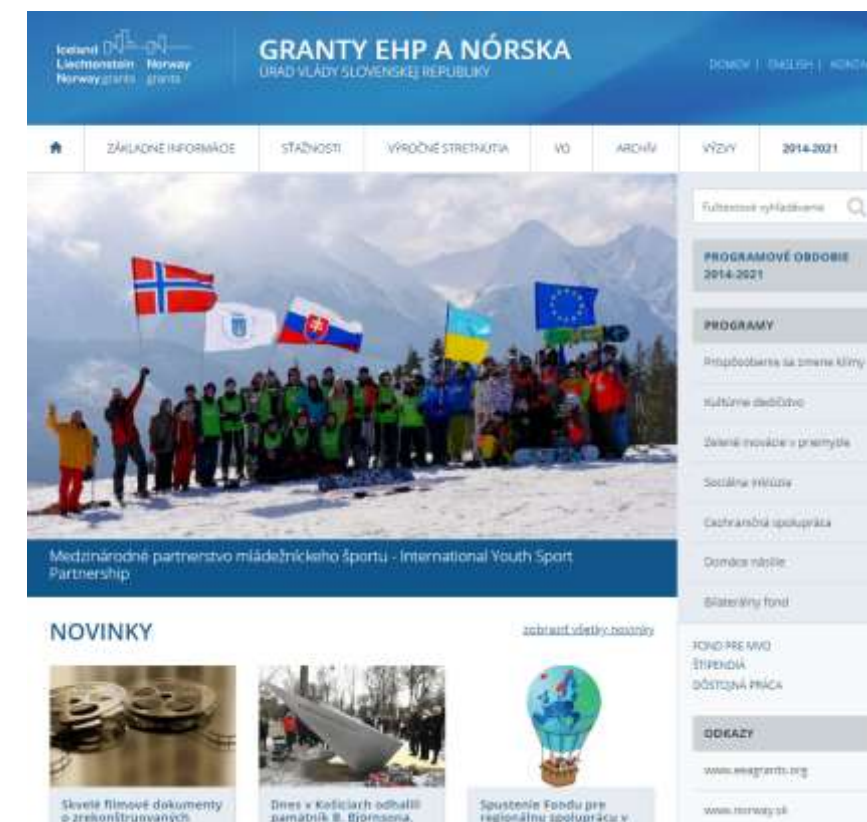 Iceland
Liechtenstein Norway
Norway grants grants
GRANTY EHP A NÓRSKA
ÚRAD VLÁDY SLOVENSKEJ REPUBLIKY
DOMOV | ENGLISH |
ZÁKLADNÉ INFORMÁCIE
SŤAŽNOSTI
VÝROČNÉ STRETNUTIA
VO
ARCHÍV
VÝZVY
2014-2021
Fulltextové vyhľadávanie
PROGRAMOVÉ OBDOBIE
2014-2021
PROGRAMY
Prispôsobenie sa zmene klímy
Kultúrne dedičstvo
Zelené inovácie v priemysle
Sociálna inklúzia
Cezhraničná spolupráca
Domáce násilie
Bilaterálny fond
FOND PRE MVO
ŠTIPENDIÁ
DÔSTOJNÁ PRÁCA
ODKAZY
www.eeagrants.org
www.norway.sk
Medzinárodné partnerstvo mládežníckeho športu - International Youth Sport
Partnership
NOVINKY
zobraziť všetky novinky
Skvelé filmové dokumenty
o zrekonštruovaných
Dnes v Košiciach odhalili
pamätník B. Bjornsona,
Spustenie Fondu pre
regionálnu spoluprácu v